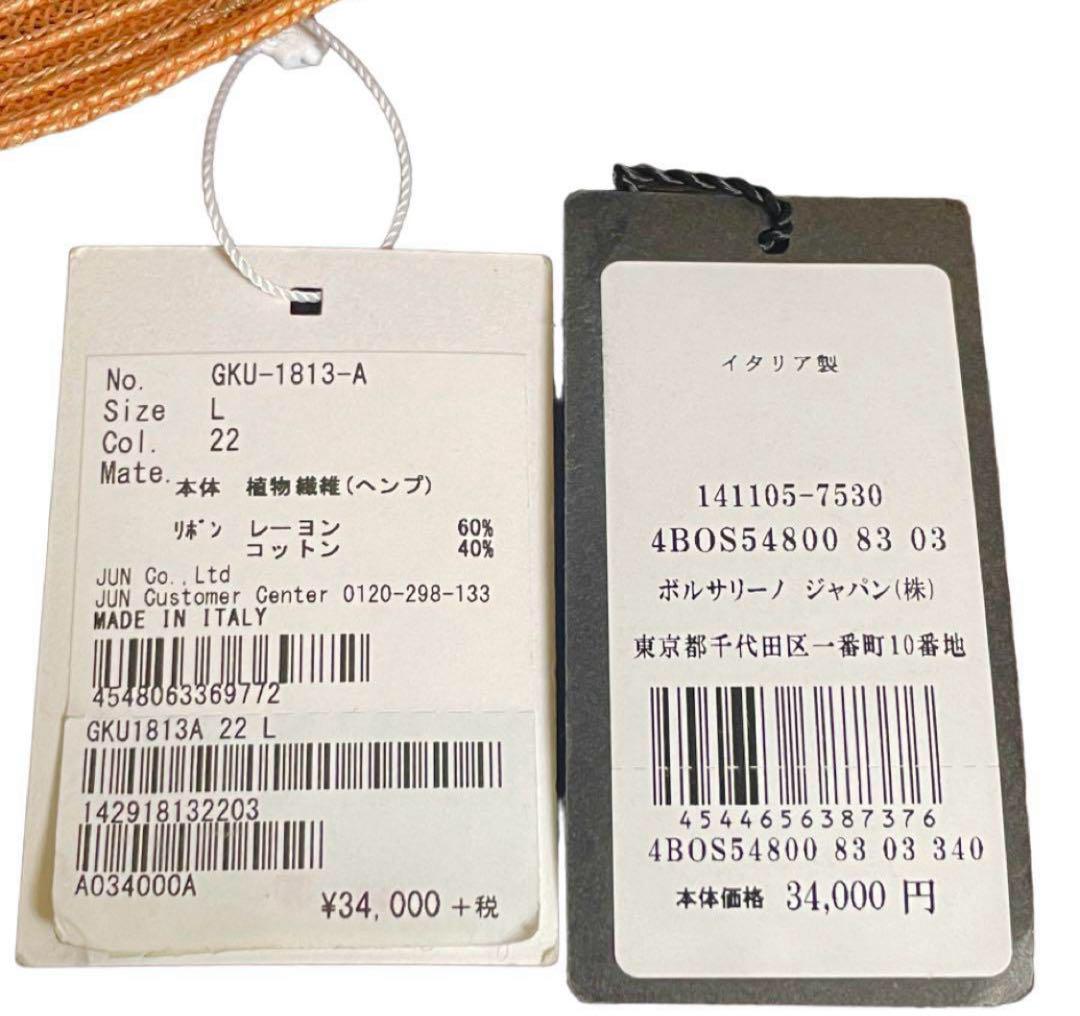 No. GKU-1813-A
Size L
Col. 22
Mate. 本体 植物繊維(ヘンプ)
リボン レーヨン 60%
コットン 40%
JUN Co.,Ltd
JUN Customer Center 0120-298-133
MADE IN ITALY
4548063369772
GKU1813A 22 L
142918132203
A034000A
¥34,000 +税
イタリア製
141105-7530
4BOS54800 83 03
ボルサリーノ ジャパン(株)
東京都千代田区一番町10番地
4544656387376
4BOS54800 83 03 340
本体価格 34,000 円